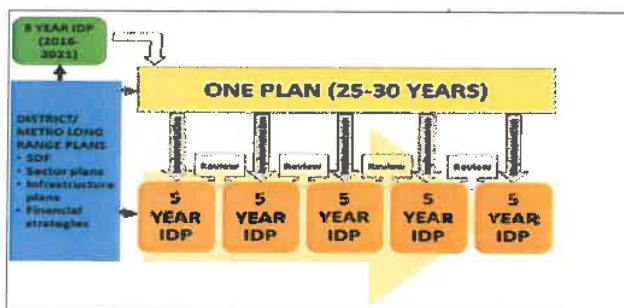 5 YEAR IDP
(2016-
2021)
ONE PLAN (25-30 YEARS)
DISTRICT/
METRO LONG
RANGE PLANS
• SDF
• Sector plans
• Infrastructure
plans
• Financial
strategies
Review
Review
Review
Review
5
YEAR
IDP
5
YEAR
IDP
5
YEAR
IDP
5
YEAR
IDP
5
YEAR
IDP